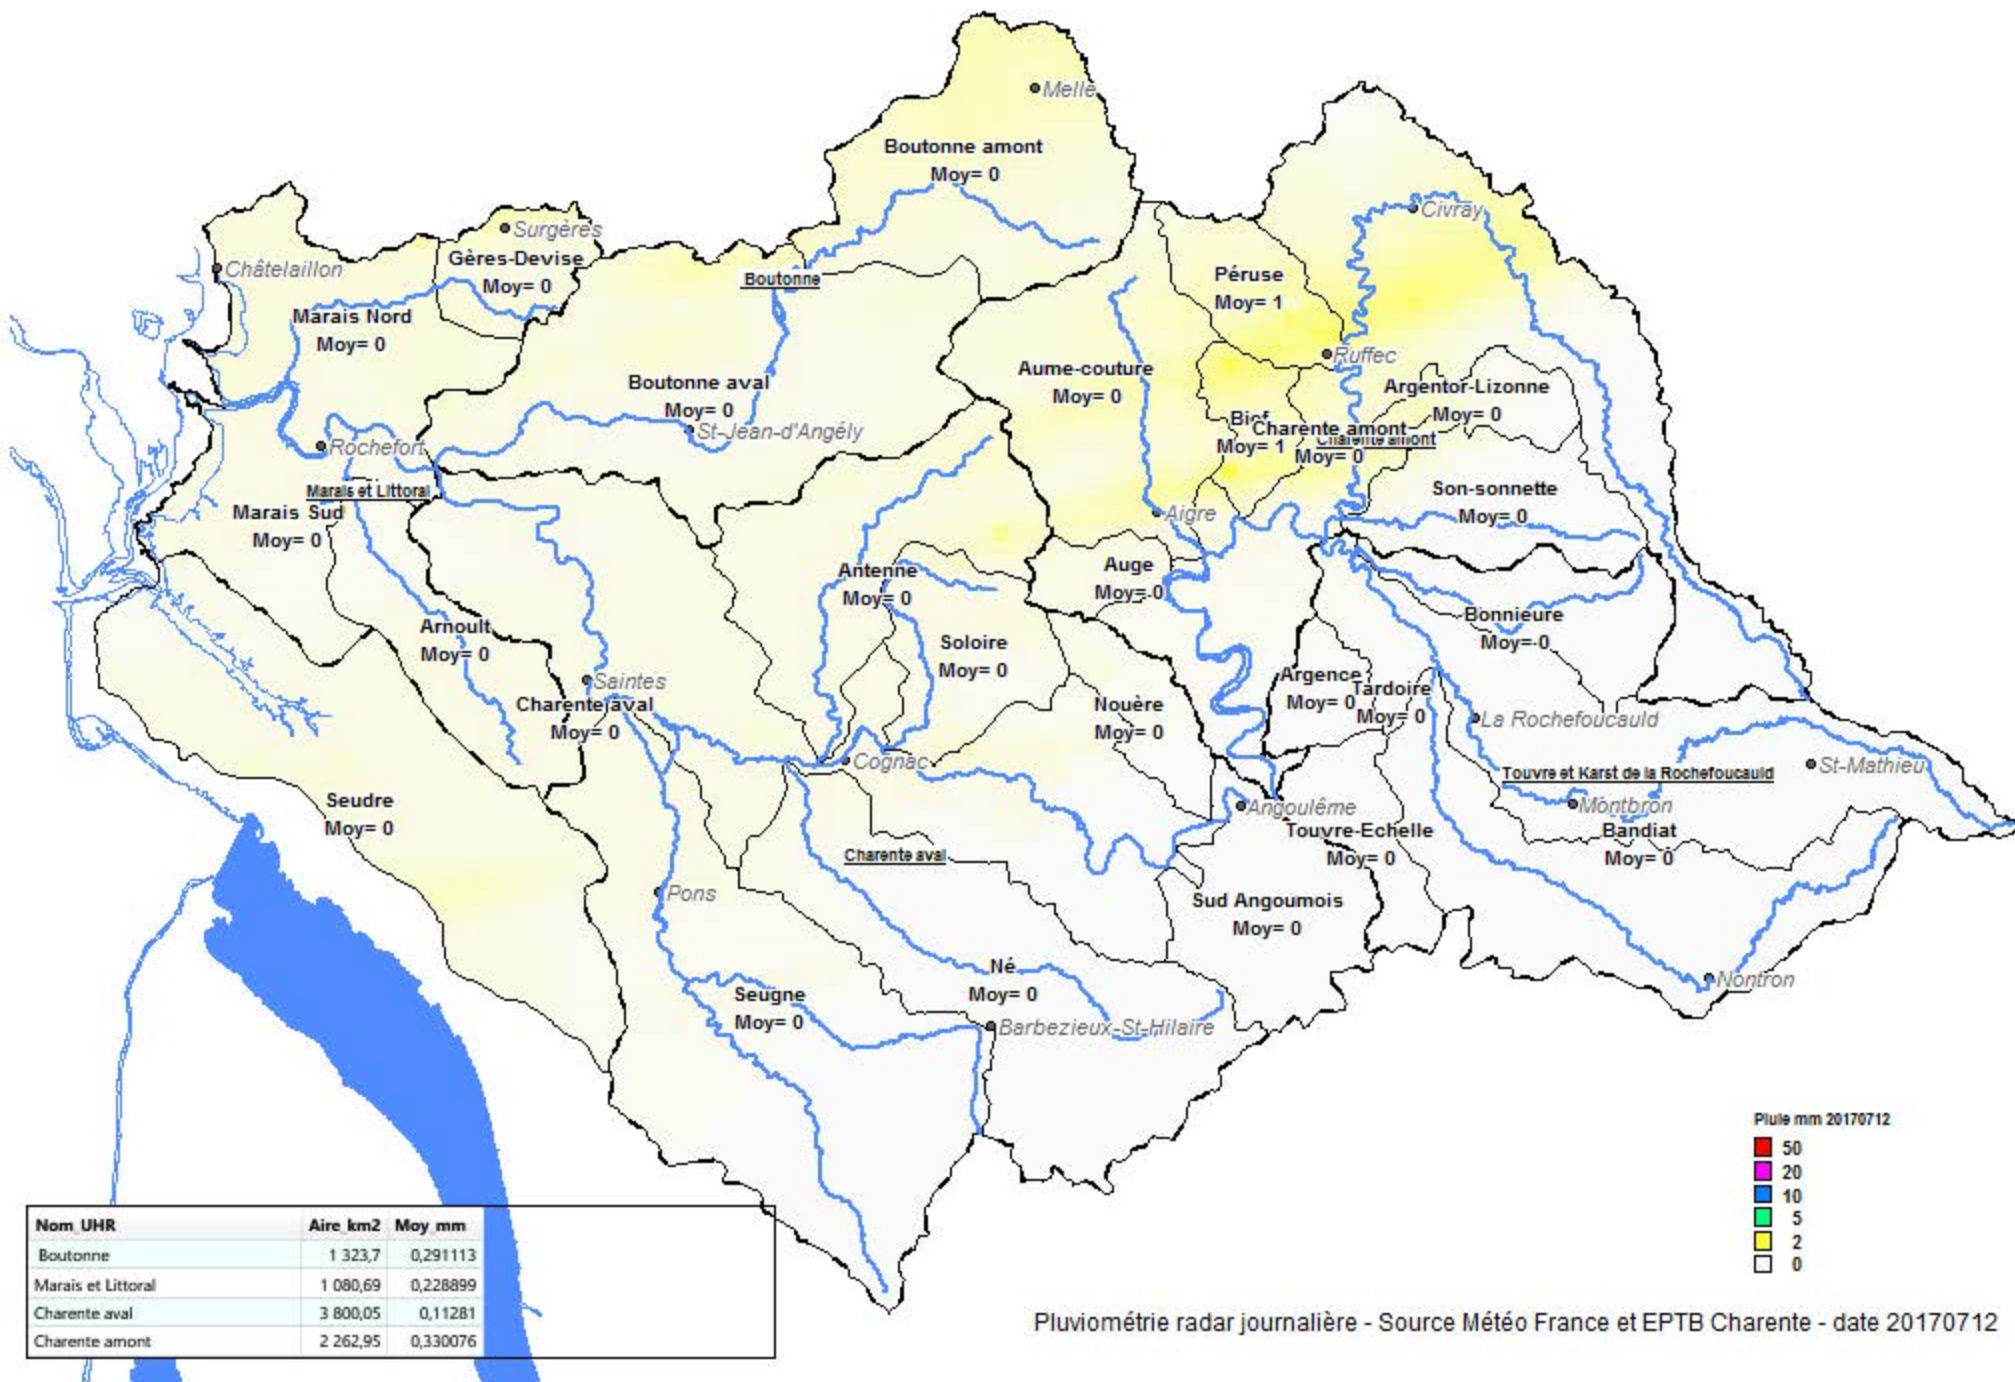 Melle
Boutonne amont
Moy= 0
Surgères
Châtelaillon
Gères-Devise
Moy= 0
Boutonne
Civray
Péruse
Moy= 1
Marais Nord
Moy= 0
Ruffec
Boutonne aval
Moy= 0
Aume-couture
Moy= 0
Argentor-Lizonne
Moy= 0
St-Jean-d'Angély
Rochefort
Bief
Moy= 1
Charente amont
Moy= 0
Charente amont
Marais et Littoral
Marais Sud
Moy= 0
Son-sonnette
Moy= 0
Aigre
Antenne
Moy= 0
Auge
Moy= 0
Arnoult
Moy= 0
Soloire
Moy= 0
Bonnieure
Moy= 0
Saintes
Charente aval
Moy= 0
Nouère
Moy= 0
Argence
Moy= 0
Tardoire
Moy= 0
La Rochefoucauld
Cognac
Touvre et Karst de la Rochefoucauld
St-Mathieu
Seudre
Moy= 0
Angoulême
Montbron
Touvre-Echelle
Moy= 0
Bandiat
Moy= 0
Charente aval
Pons
Sud Angoumois
Moy= 0
Né
Moy= 0
Nontron
Seugne
Moy= 0
Barbezieux-St-Hilaire
Pluie mm 20170712
50
20
10
5
2
0
Nom_UHR Aire_km2 Moy_mm
Boutonne 1 323,7 0,291113
Marais et Littoral 1 080,69 0,228899
Charente aval 3 800,05 0,11281
Charente amont 2 262,95 0,330076
Pluviométrie radar journalière - Source Météo France et EPTB Charente - date 20170712